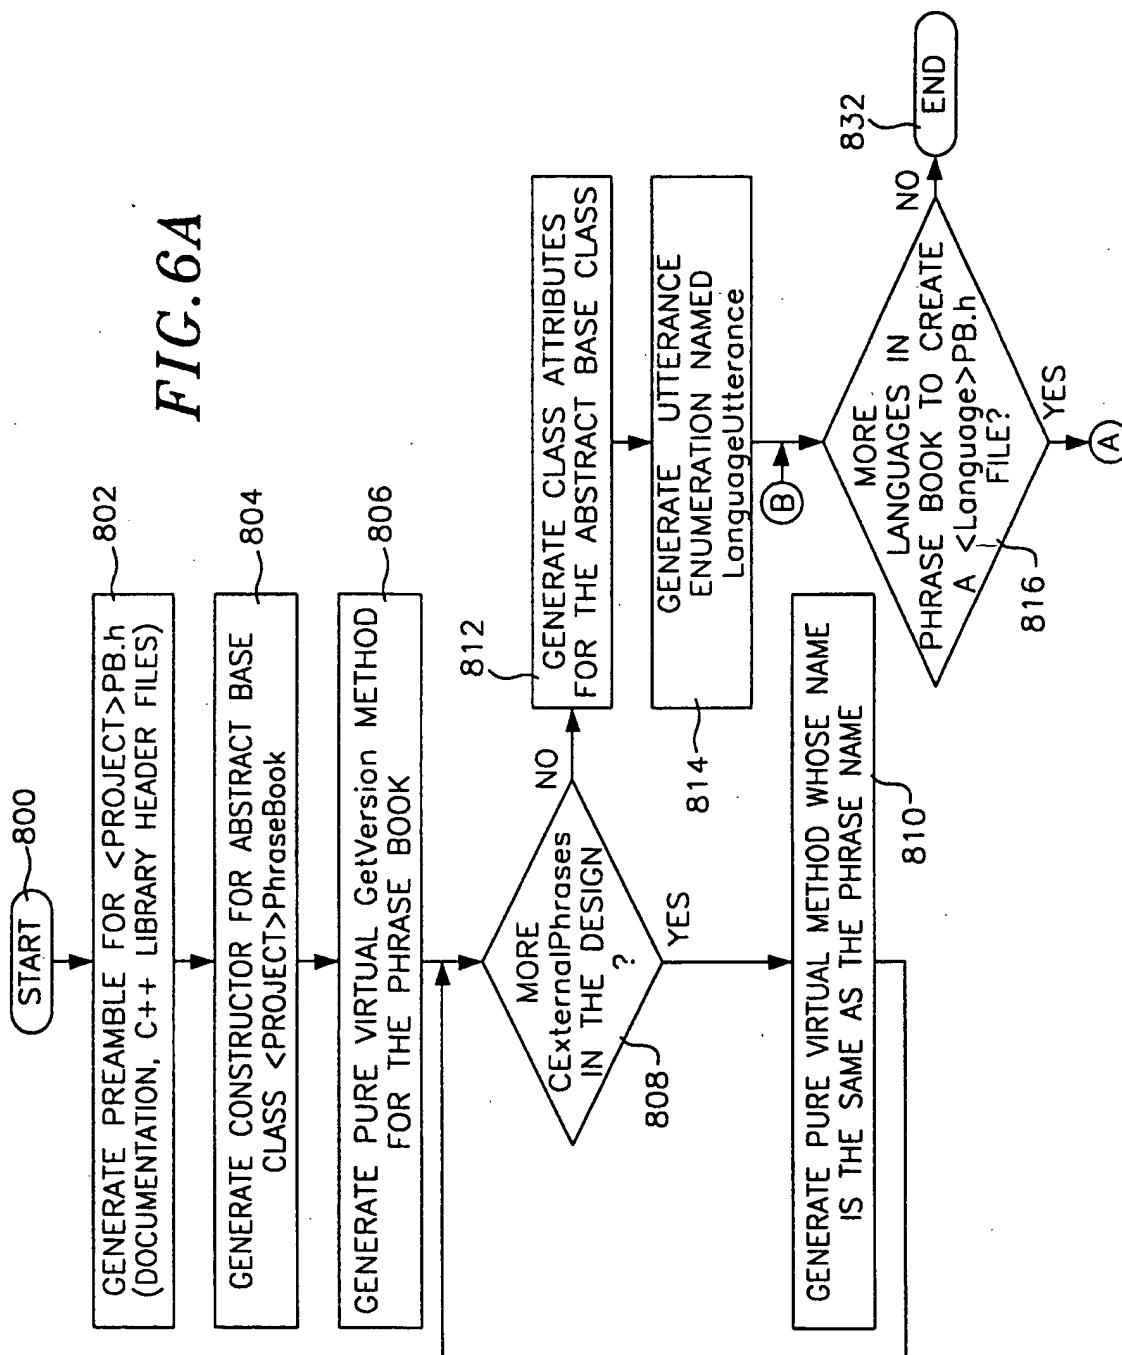 FIG. 6A
START
800
GENERATE PREAMBLE FOR <PROJECT>PB.h
(DOCUMENTATION, C++ LIBRARY HEADER FILES)
802
GENERATE CONSTRUCTOR FOR ABSTRACT BASE
CLASS <PROJECT>PhraseBook
804
GENERATE PURE VIRTUAL GetVersion METHOD
FOR THE PHRASE BOOK
806
MORE
CExternalPhrases
IN THE DESIGN
?
808
YES
NO
GENERATE PURE VIRTUAL METHOD WHOSE NAME
IS THE SAME AS THE PHRASE NAME
810
812
GENERATE CLASS ATTRIBUTES
FOR THE ABSTRACT BASE CLASS
GENERATE UTTERANCE
ENUMERATION NAMED
LanguageUtterance
814
B
MORE
LANGUAGES IN
PHRASE BOOK TO CREATE
A <Language>PB.h
FILE?
816
YES
A
NO
END
832